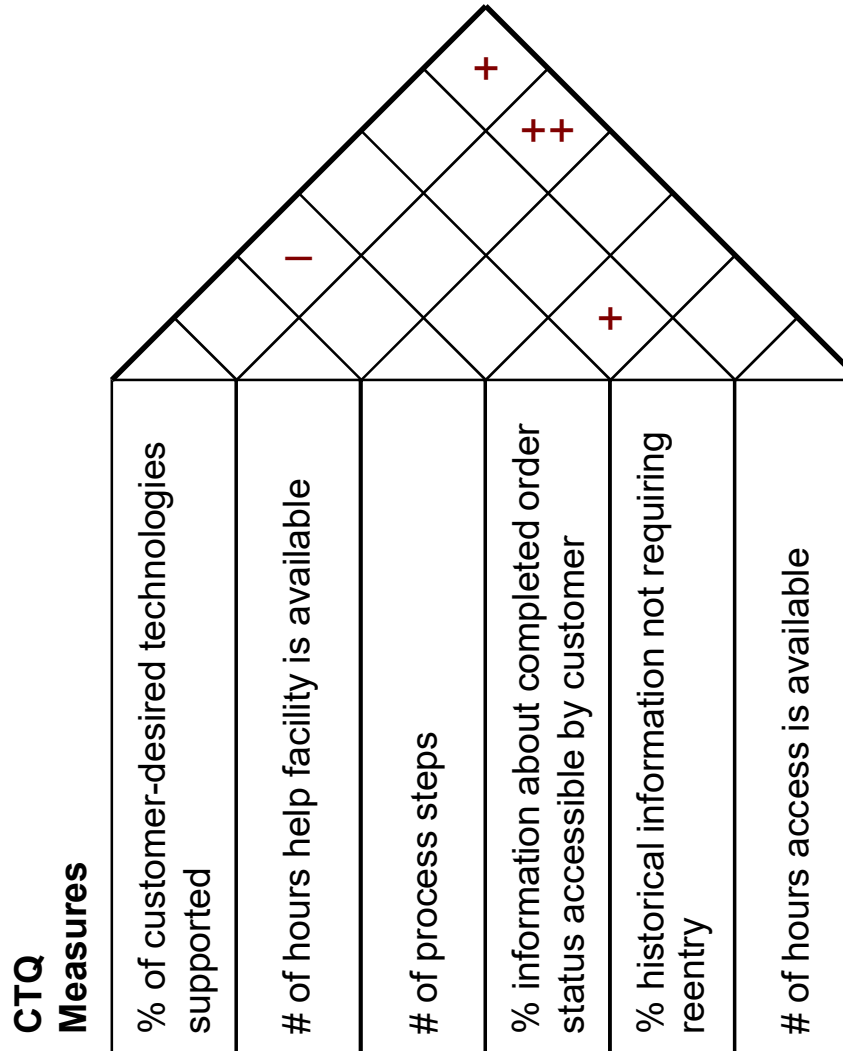 +
++
–
+
CTQ
Measures
% of customer-desired technologies
supported
# of hours help facility is available
# of process steps
% information about completed order
status accessible by customer
% historical information not requiring
reentry
# of hours access is available